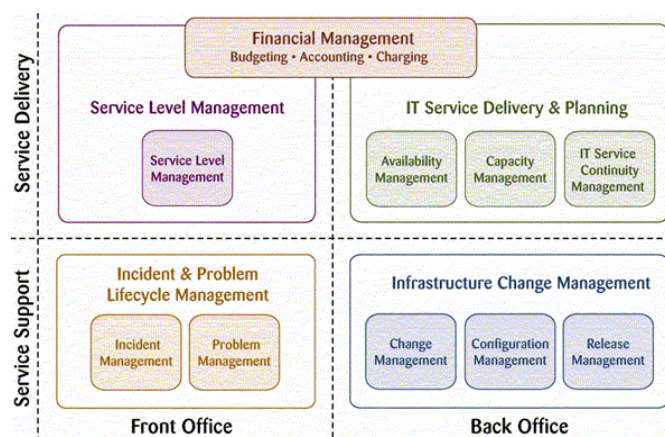 Financial Management
Budgeting • Accounting • Charging
Service Delivery
Service Level Management
Service Level
Management
IT Service Delivery & Planning
Availability
Management
Capacity
Management
IT Service
Continuity
Management
Service Support
Incident & Problem
Lifecycle Management
Incident
Management
Problem
Management
Infrastructure Change Management
Change
Management
Configuration
Management
Release
Management
Front Office
Back Office